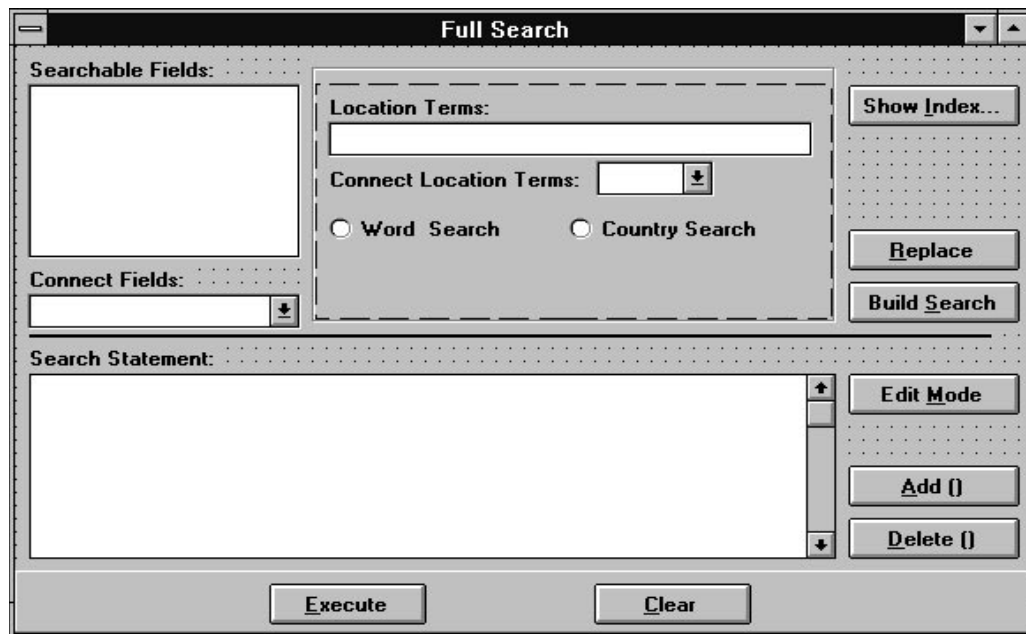 Full Search
Searchable Fields:
Location Terms:
Show Index...
Connect Location Terms:
Word Search
Country Search
Replace
Connect Fields:
Build Search
Search Statement:
Edit Mode
Add ()
Delete ()
Execute
Clear